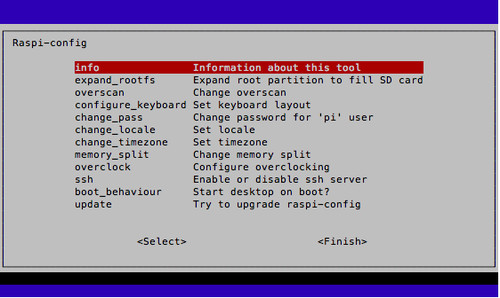 Raspi-config
info Information about this tool
expand_rootfs Expand root partition to fill SD card
overscan Change overscan
configure_keyboard Set keyboard layout
change_pass Change password for 'pi' user
change_locale Set locale
change_timezone Set timezone
memory_split Change memory split
overclock Configure overclocking
ssh Enable or disable ssh server
boot_behaviour Start desktop on boot?
update Try to upgrade raspi-config
<Select> <Finish>